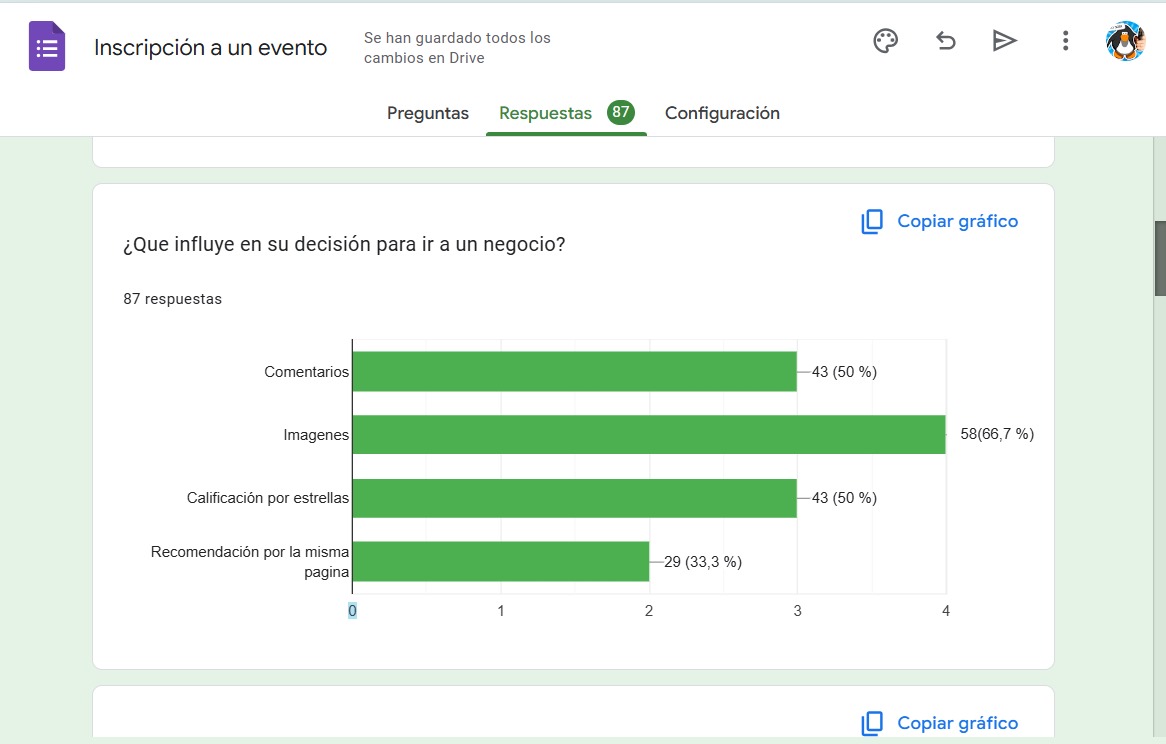 Inscripción a un evento
Se han guardado todos los
cambios en Drive
Preguntas
Respuestas 87
Configuración
Copiar gráfico
¿Que influye en su decisión para ir a un negocio?
87 respuestas
Comentarios 43 (50 %)
Imagenes 58(66,7 %)
Calificación por estrellas 43 (50 %)
Recomendación por la misma
pagina 29 (33,3 %)
0 1 2 3 4
Copiar gráfico